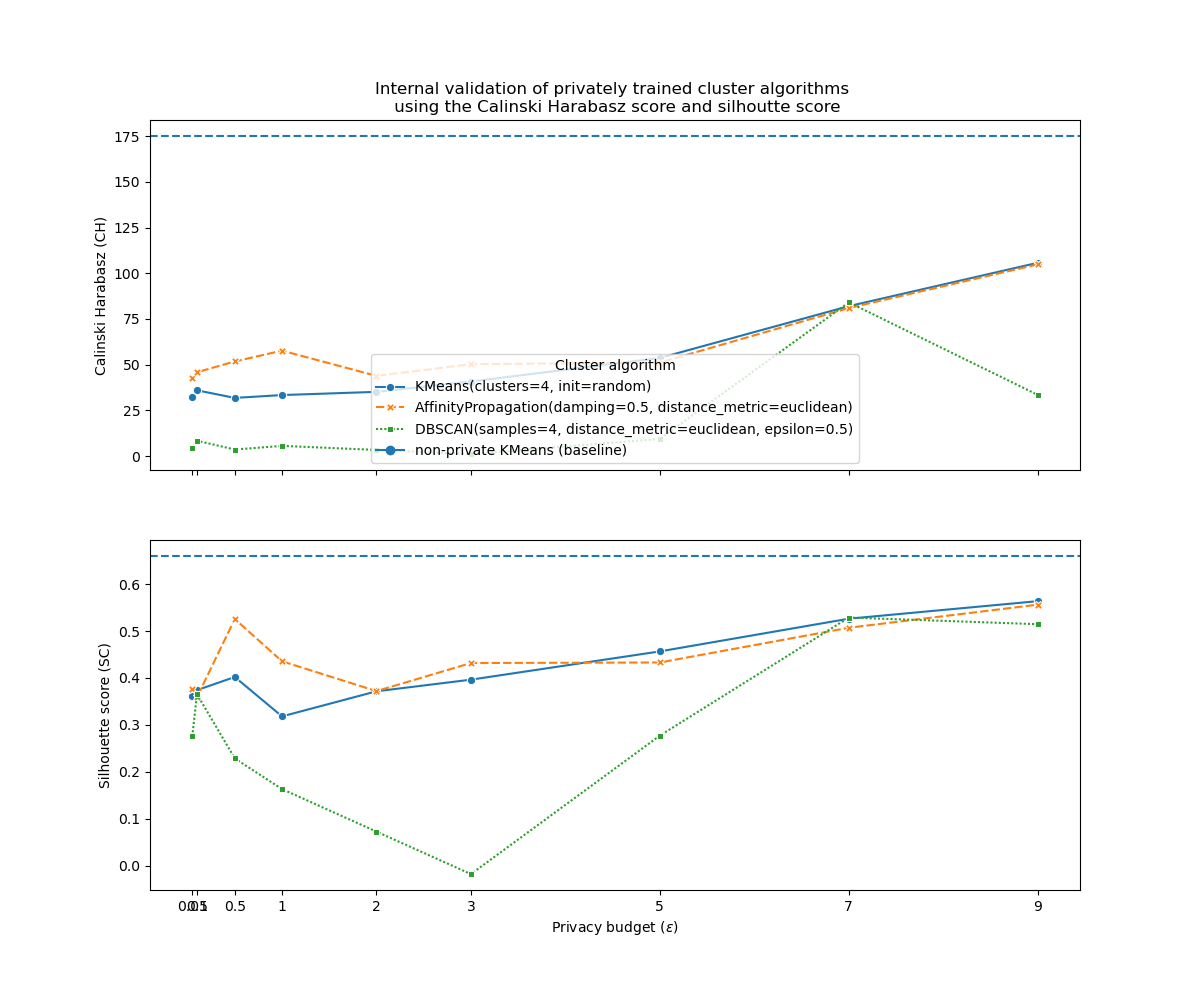 Internal validation of privately trained cluster algorithms
using the Calinski Harabasz score and silhoutte score
Calinski Harabasz (CH)
175
150
125
100
75
50
25
0
Cluster algorithm
KMeans(clusters=4, init=random)
AffinityPropagation(damping=0.5, distance_metric=euclidean)
DBSCAN(samples=4, distance_metric=euclidean, epsilon=0.5)
non-private KMeans (baseline)
Silhouette score (SC)
0.6
0.5
0.4
0.3
0.2
0.1
0.0
0.5
1
2
3
5
7
9
Privacy budget (ε)